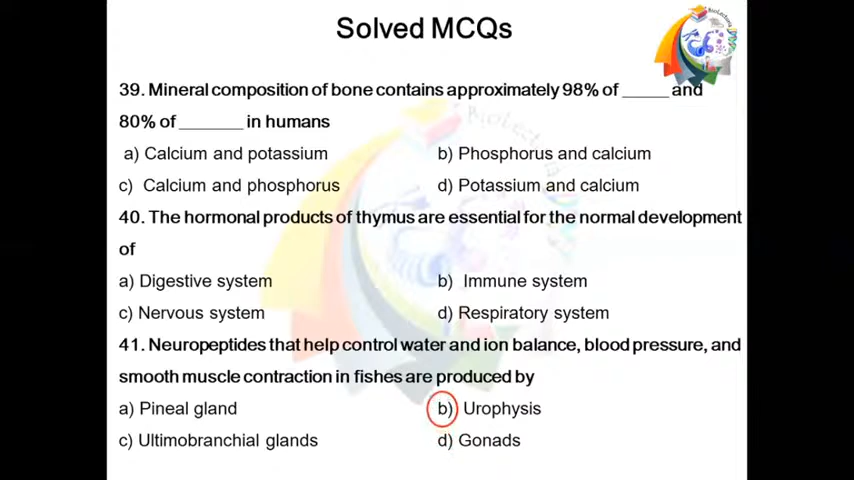 Solved MCQs
BioLectures
39. Mineral composition of bone contains approximately 98% of _____ and
80% of _______ in humans
a) Calcium and potassium
b) Phosphorus and calcium
c) Calcium and phosphorus
d) Potassium and calcium
40. The hormonal products of thymus are essential for the normal development
of
a) Digestive system
b) Immune system
c) Nervous system
d) Respiratory system
41. Neuropeptides that help control water and ion balance, blood pressure, and
smooth muscle contraction in fishes are produced by
a) Pineal gland
b) Urophysis
c) Ultimobranchial glands
d) Gonads